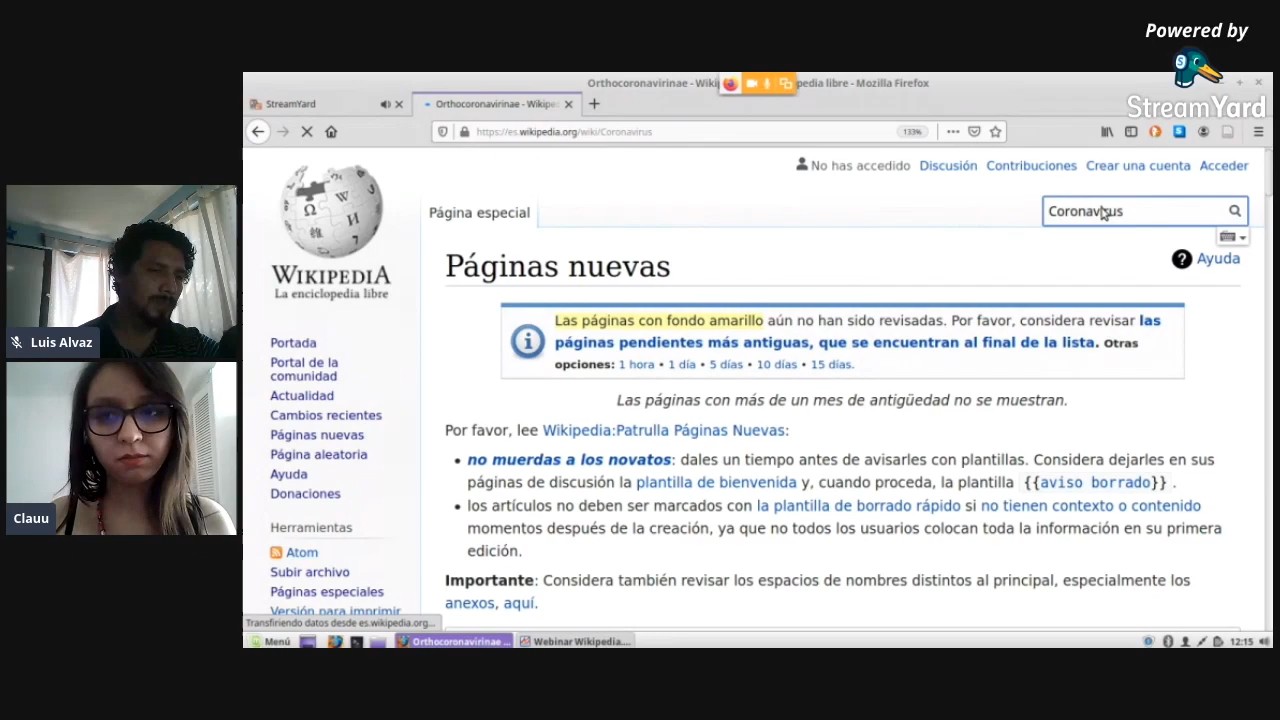 Powered by
StreamYard
Orthocoronavirinae - Wikip
pedia libre - Mozilla Firefox
StreamYard
Orthocoronavirinae - Wikipe
https://es.wikipedia.org/wiki/Coronavirus
133%
No has accedido Discusión Contribuciones Crear una cuenta Acceder
Página especial
Coronavirus
WIKIPEDIA
La enciclopedia libre
Páginas nuevas
Ayuda
Las páginas con fondo amarillo aún no han sido revisadas. Por favor, considera revisar las
páginas pendientes más antiguas, que se encuentran al final de la lista. Otras
opciones: 1 hora • 1 día • 5 días • 10 días • 15 días.
Las páginas con más de un mes de antigüedad no se muestran.
Por favor, lee Wikipedia:Patrulla Páginas Nuevas:
• no muerdas a los novatos: dales un tiempo antes de avisarles con plantillas. Considera dejarles en sus
páginas de discusión la plantilla de bienvenida y, cuando proceda, la plantilla {{aviso borrado}} .
• los artículos no deben ser marcados con la plantilla de borrado rápido si no tienen contexto o contenido
momentos después de la creación, ya que no todos los usuarios colocan toda la información en su primera
edición.
Importante: Considera también revisar los espacios de nombres distintos al principal, especialmente los
anexos, aquí.
Portada
Portal de la
comunidad
Actualidad
Cambios recientes
Páginas nuevas
Página aleatoria
Ayuda
Donaciones
Herramientas
Atom
Subir archivo
Páginas especiales
Versión para imprimir
Transfiriendo datos desde es.wikipedia.org...
Menú
Orthocoronavirinae ...
Webinar Wikipedia....
12:15
Luis Alvaz
Clauu